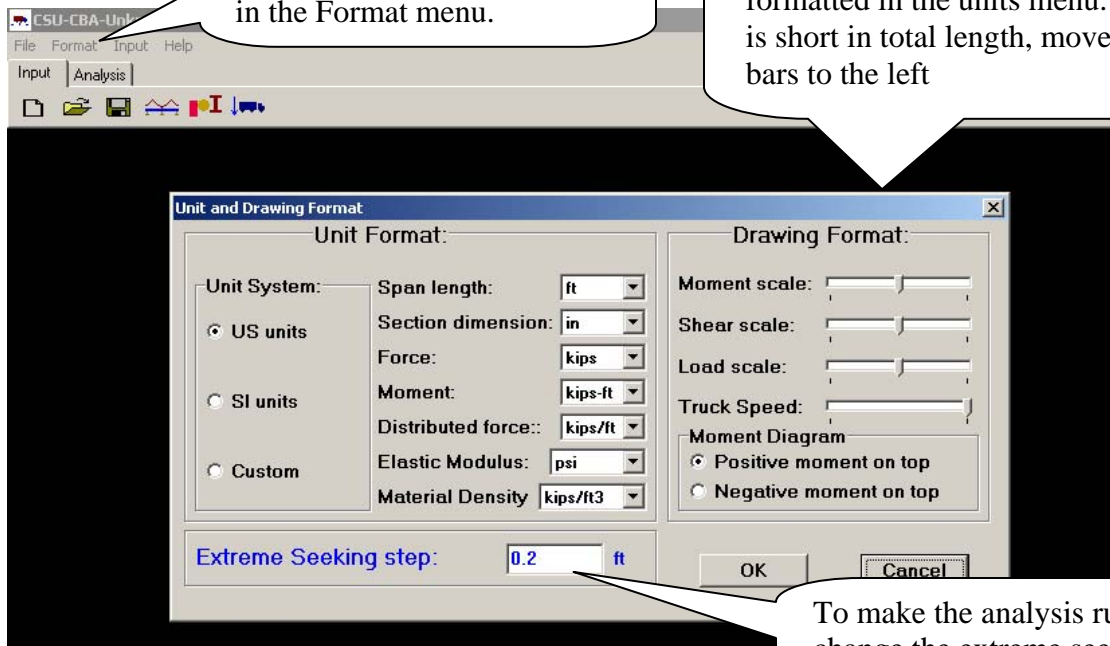 in the Format menu.
formatted in the units menu.
is short in total length, move
bars to the left
CSU-CBA-
File Format Input Help
Input Analysis
Unit and Drawing Format
Unit Format:
Unit System:
US units
SI units
Custom
Span length: ft
Section dimension: in
Force: kips
Moment: kips-ft
Distributed force:: kips/ft
Elastic Modulus: psi
Material Density kips/ft3
Drawing Format:
Moment scale:
Shear scale:
Load scale:
Truck Speed:
Moment Diagram
Positive moment on top
Negative moment on top
Extreme Seeking step: 0.2 ft
OK Cancel
To make the analysis
change the extreme